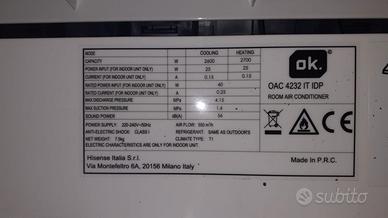 MODE COOLING HEATING
CAPACITY W 2600 2700
POWER INPUT (FOR INDOOR UNIT ONLY) W 25 25
CURRENT (FOR INDOOR UNIT ONLY) A 0.15 0.15
RATED POWER INPUT (FOR INDOOR UNIT ONLY) W 40
RATED CURRENT (FOR INDOOR UNIT ONLY) A 0.25
MAX DISCHARGE PRESSURE MPa 4.15
MAX SUCTION PRESSURE MPa 1.6
SOUND POWER dB(A) 56
POWER SUPPLY: 220-240V~/50Hz AIR FLOW: 550 m³/h
ANTI-ELECTRIC SHOCK: CLASS I REFRIGERANT: SAME AS OUTDOOR'S
NET WEIGHT: 7.5kg CLIMATE TYPE: T1
ELECTRICAL DATA ABOVE ARE FOR INDOOR UNIT ONLY
Hisense Italia S.r.l.
Via Montefeltro 6A, 20156 Milano Italy
ok.
OAC 4232 IT IDP
ROOM AIR CONDITIONER
CE
Made In P.R.C.
subito